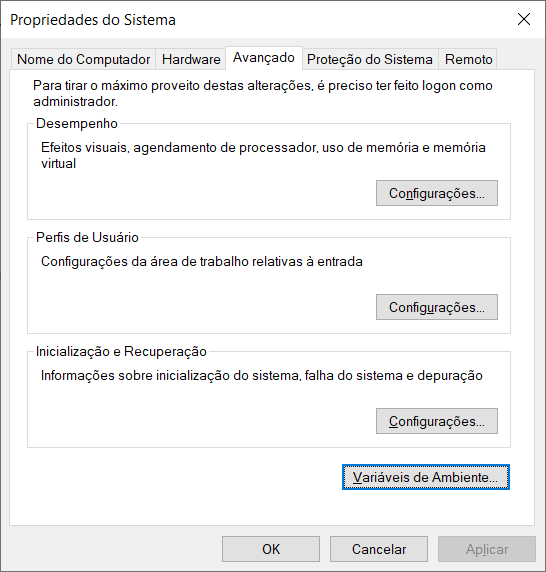 Propriedades do Sistema
Nome do Computador Hardware Avançado Proteção do Sistema Remoto
Para tirar o máximo proveito destas alterações, é preciso ter feito logon como
administrador.
Desempenho
Efeitos visuais, agendamento de processador, uso de memória e memória
virtual
Configurações...
Perfis de Usuário
Configurações da área de trabalho relativas à entrada
Configurações...
Inicialização e Recuperação
Informações sobre inicialização do sistema, falha do sistema e depuração
Configurações...
Variáveis de Ambiente...
OK Cancelar Aplicar